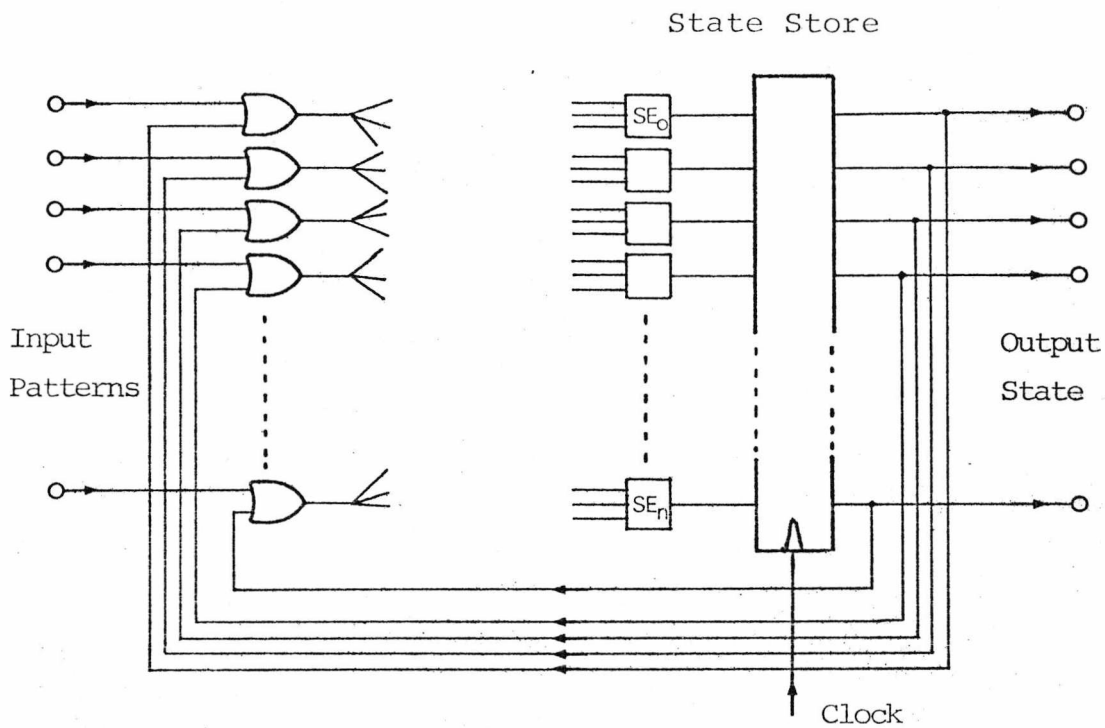 State Store
SE₀
Input
Patterns
Output
State
SEₙ
Clock